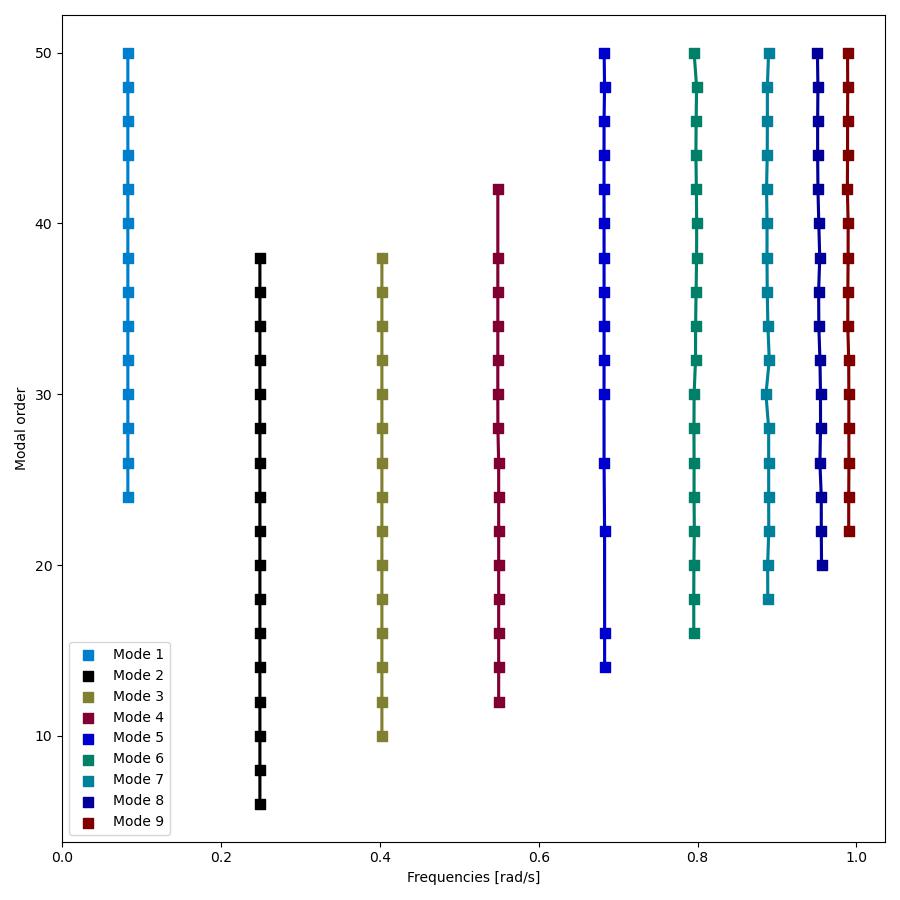 50
40
30
20
10
Modal order
Mode 1
Mode 2
Mode 3
Mode 4
Mode 5
Mode 6
Mode 7
Mode 8
Mode 9
0.0 0.2 0.4 0.6 0.8 1.0
Frequencies [rad/s]